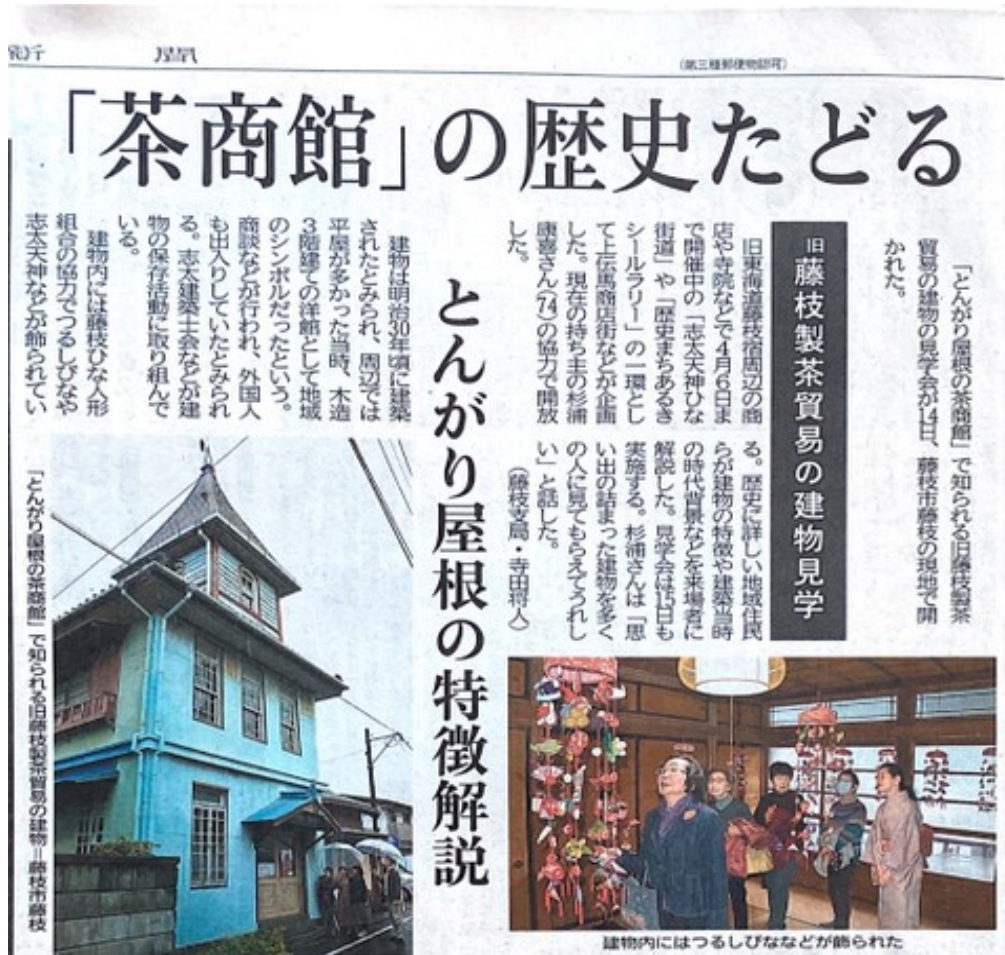 (第三種郵便物認可)
「茶商館」の歴史たどる
旧藤枝製茶貿易の建物見学
とんがり屋根の特徴解説
「とんがり屋根の茶商館」で知られる旧藤枝製茶
貿易の建物の見学会が14日、藤枝市藤枝の現地で開
かれた。
旧東海道藤枝宿周辺の商
店や寺院などで4月6日ま
で開催中の「志太天神ひな
街道」や「歴史まちあるき
シールラリー」の一環とし
て上伝馬商店街などが企画
した。現在の持ち主の杉浦
康喜さん(74)の協力で開放
した。
建物は明治30年頃に建築
されたとみられ、周辺では
平屋が多かった当時、木造
3階建ての洋館として地域
のシンボルだったという。
商談などが行われ、外国人
も出入りしていたとみられ
る。志太建築士会などが建
物の保存活動に取り組んで
いる。
建物内には藤枝ひな人形
組合の協力でつるしびなや
志太天神などが飾られてい
る。歴史に詳しい地域住民
らが建物の特徴や建築当時
の時代背景などを来場者に
解説した。見学会は15日も
実施する。杉浦さんは「思
い出の詰まった建物を多く
の人に見てもらえてうれし
い」と話した。
(藤枝支局・寺田将人)
「とんがり屋根の茶商館」で知られる旧藤枝製茶貿易の建物=藤枝市藤枝
建物内にはつるしびななどが飾られた